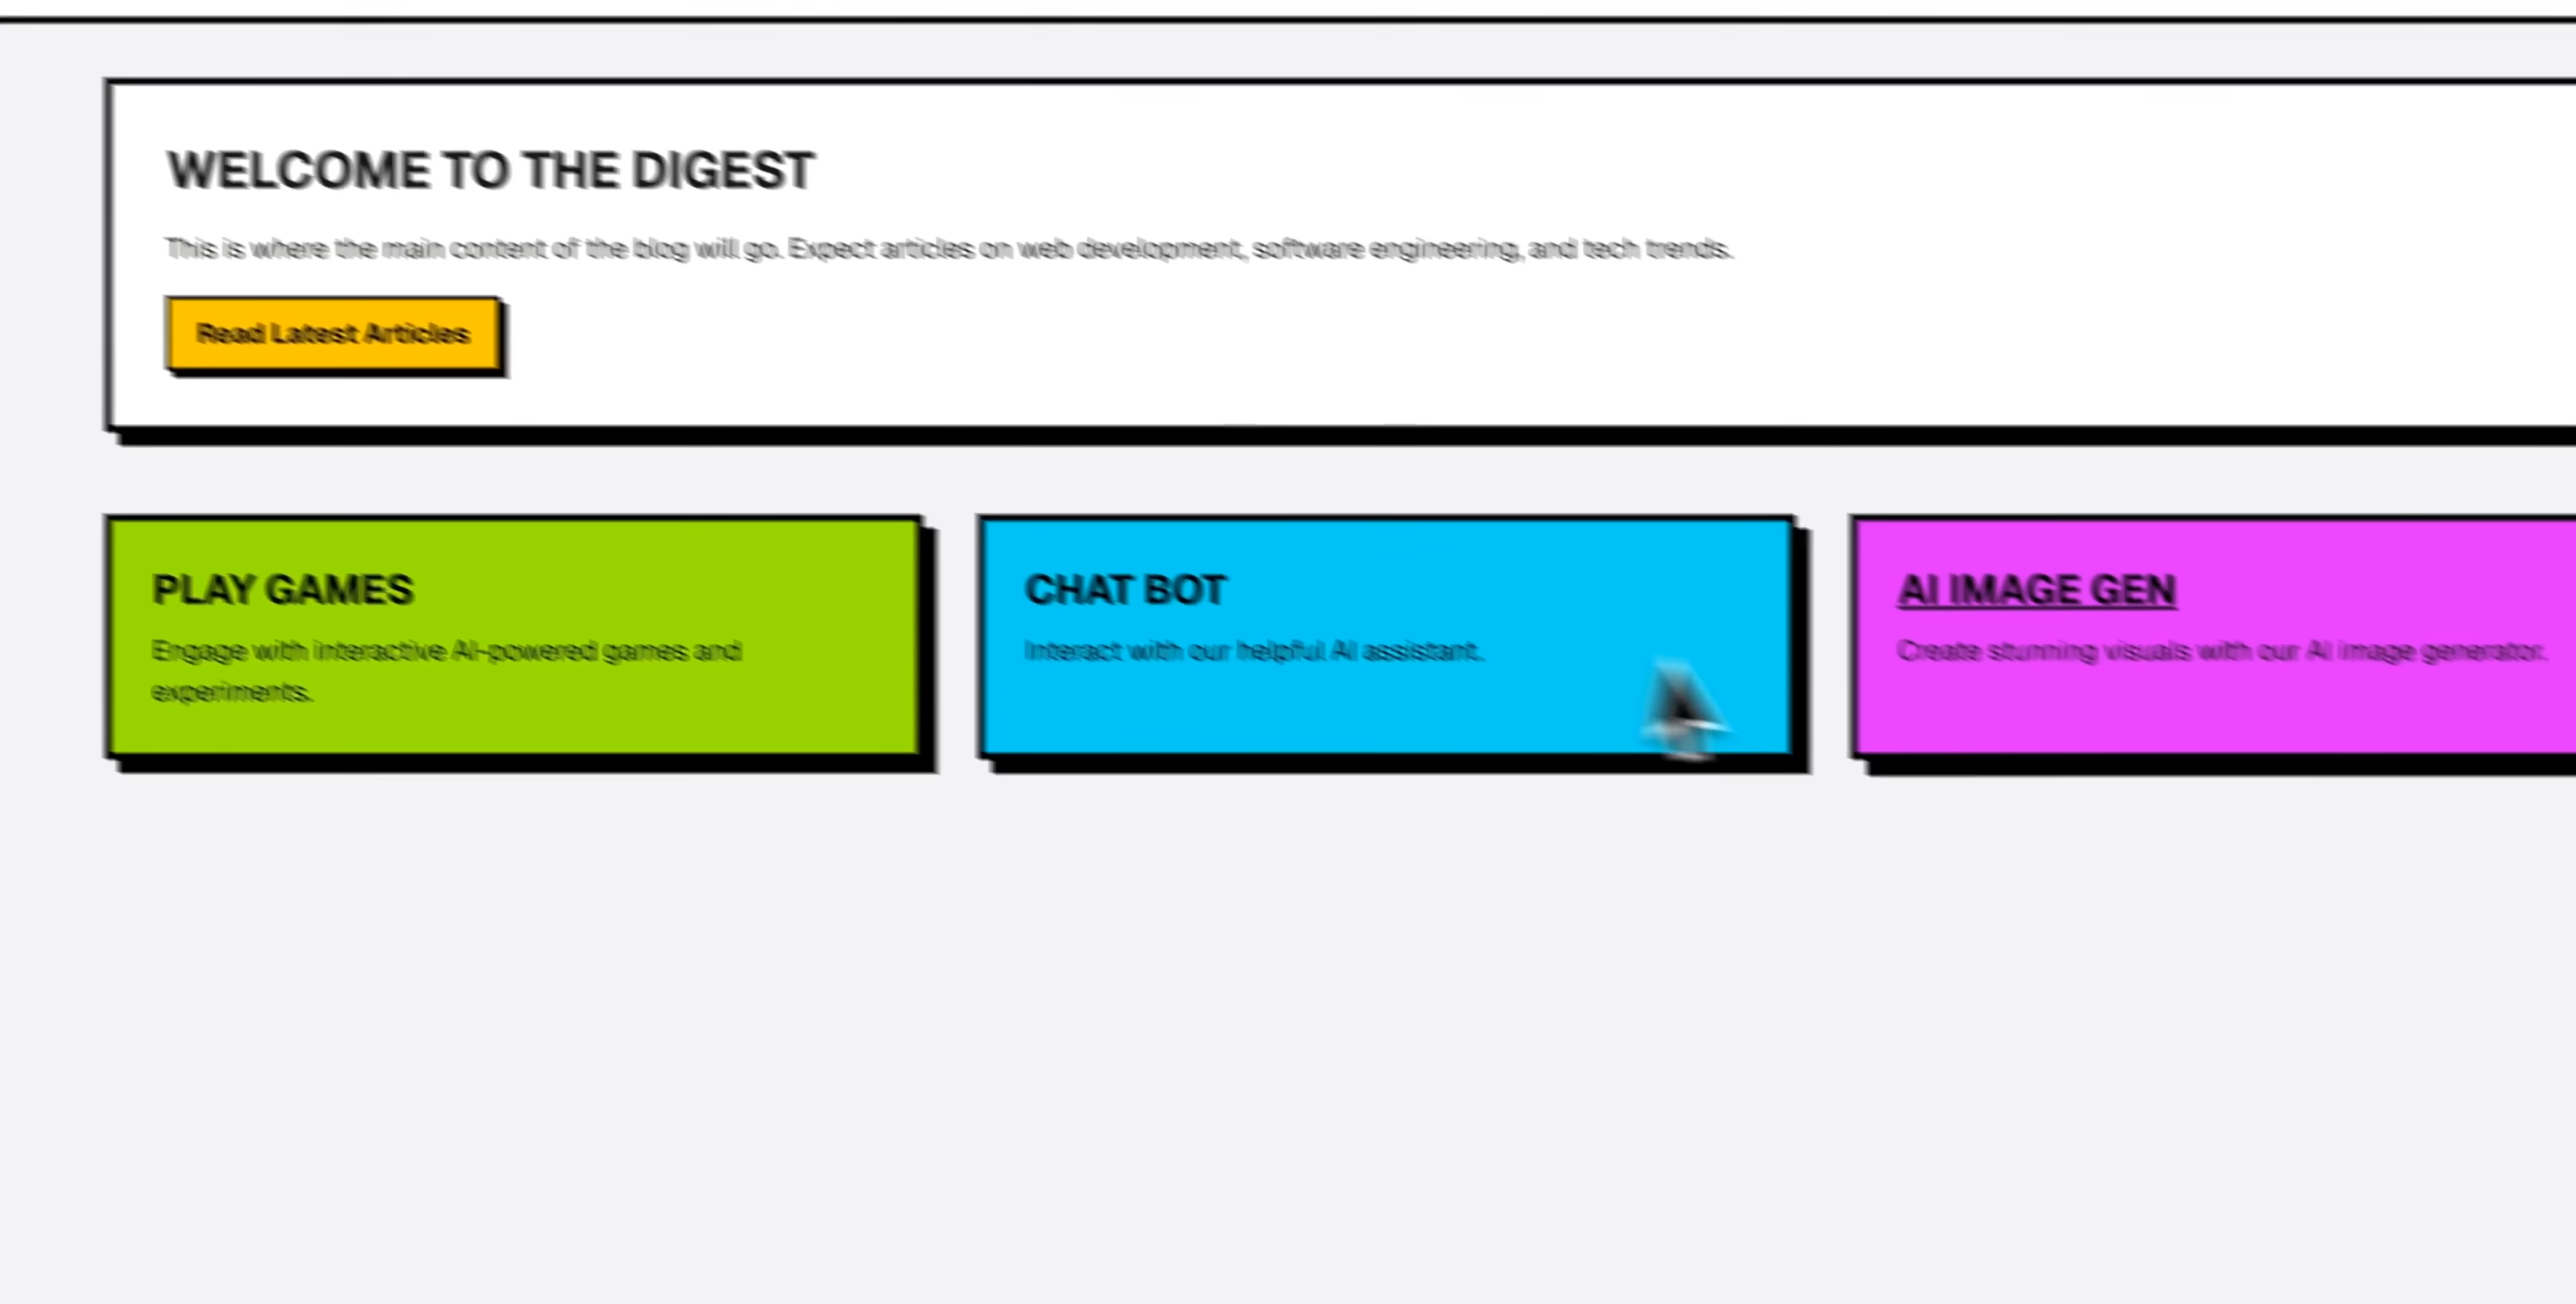 WELCOME TO THE DIGEST
This is where the main content of the blog will go. Expect articles on web development, software engineering, and tech trends.
Read Latest Articles
PLAY GAMES
Engage with interactive AI-powered games and
experiments.
CHAT BOT
Interact with our helpful AI assistant.
AI IMAGE GEN
Create stunning visuals with our AI image generator.